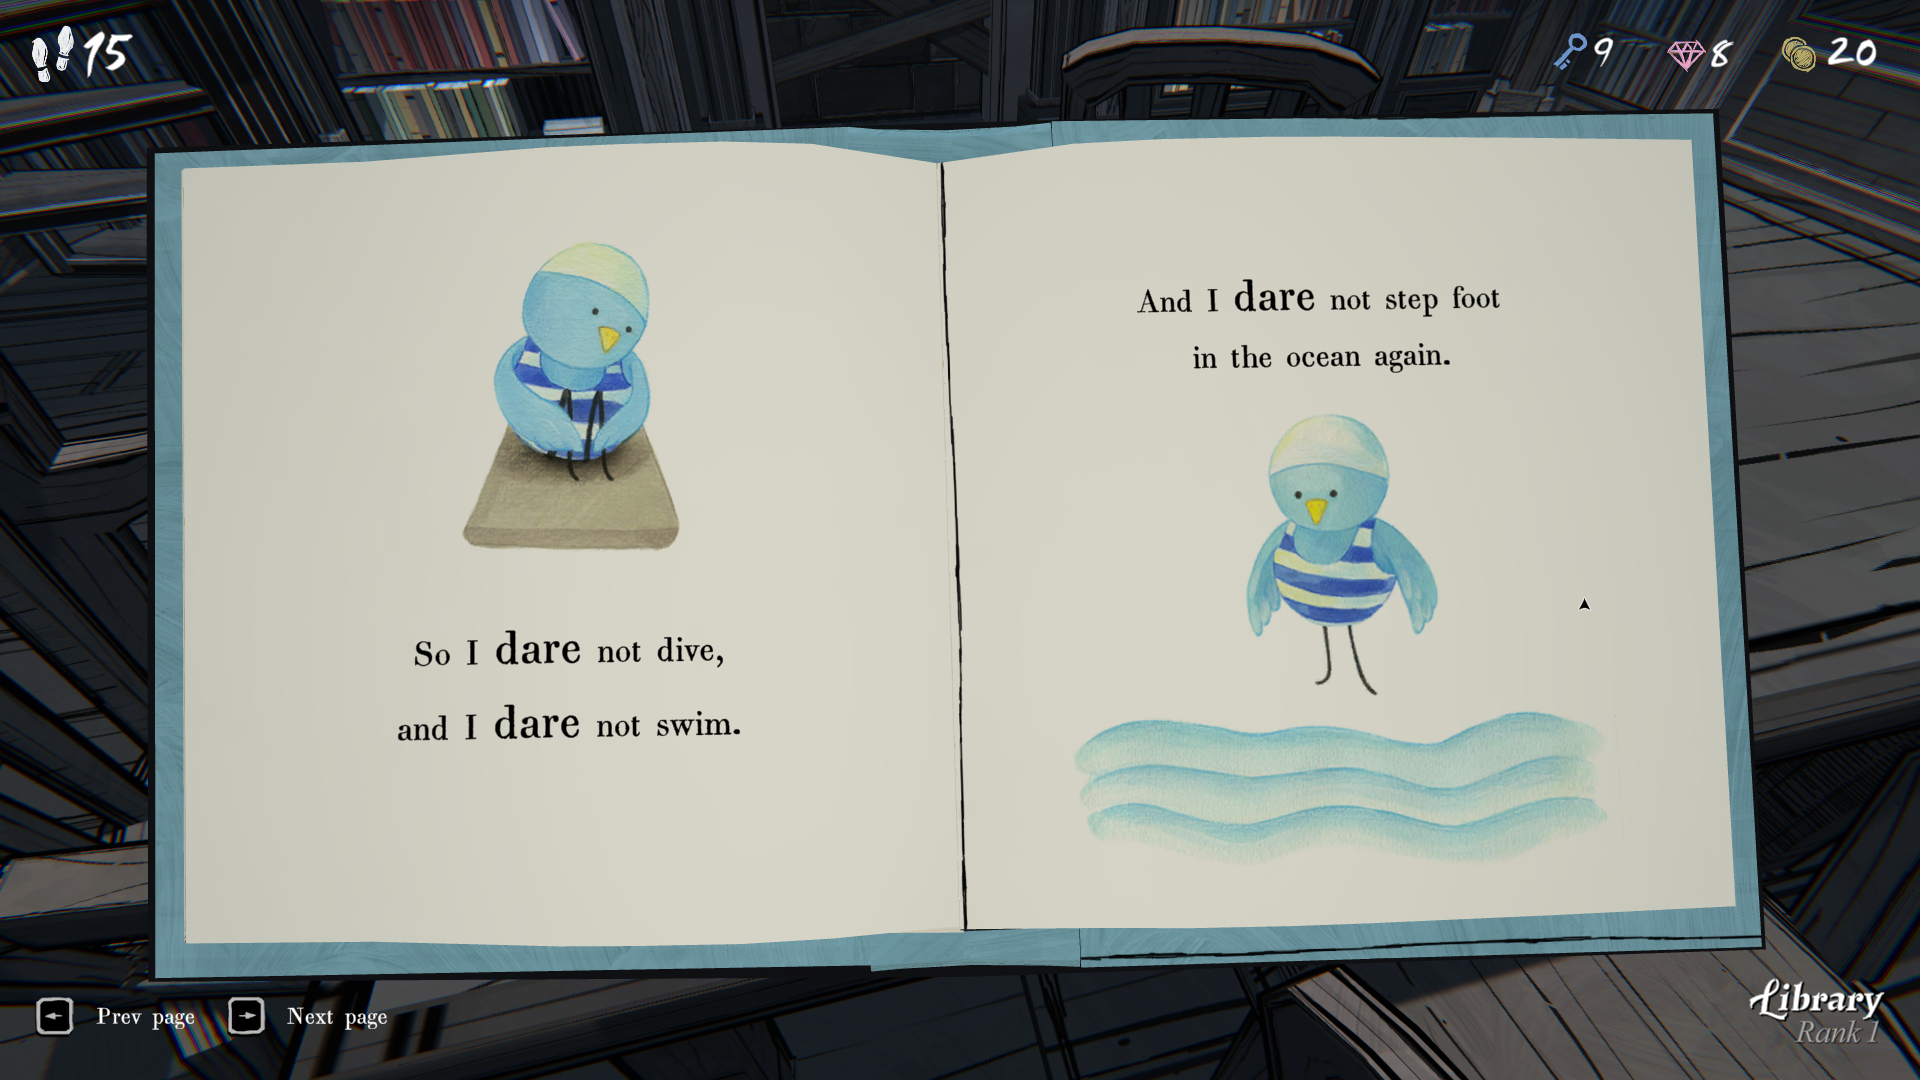 15
9
8
20
So I dare not dive,
and I dare not swim.
And I dare not step foot
in the ocean again.
Prev page
Next page
Library
Rank 1